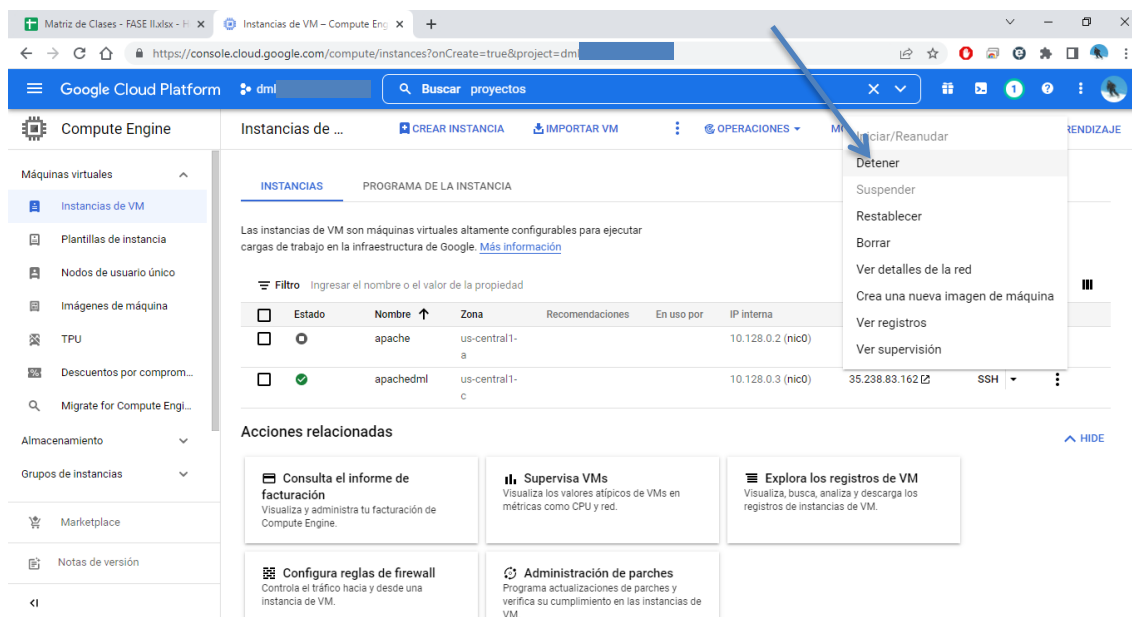 Matriz de Clases - FASE II.xlsx - H
Instancias de VM – Compute Eng
https://console.cloud.google.com/compute/instances?onCreate=true&project=dml
Google Cloud Platform
dml
Buscar proyectos
1
Compute Engine
Instancias de ...
CREAR INSTANCIA
IMPORTAR VM
OPERACIONES
RENDIZAJE
Máquinas virtuales
Instancias de VM
Plantillas de instancia
Nodos de usuario único
Imágenes de máquina
TPU
Descuentos por comprom...
Migrate for Compute Engi...
Almacenamiento
Grupos de instancias
Marketplace
Notas de versión
INSTANCIAS
PROGRAMA DE LA INSTANCIA
Las instancias de VM son máquinas virtuales altamente configurables para ejecutar
cargas de trabajo en la infraestructura de Google. Más información
Filtro Ingresar el nombre o el valor de la propiedad
Estado Nombre Zona Recomendaciones En uso por IP interna
apache us-central1-a 10.128.0.2 (nic0)
apachedml us-central1-c 10.128.0.3 (nic0) 35.238.83.162 SSH
Iniciar/Reanudar
Detener
Suspender
Restablecer
Borrar
Ver detalles de la red
Crea una nueva imagen de máquina
Ver registros
Ver supervisión
Acciones relacionadas
HIDE
Consulta el informe de
facturación
Visualiza y administra tu facturación de
Compute Engine.
Supervisa VMs
Visualiza los valores atípicos de VMs en
métricas como CPU y red.
Explora los registros de VM
Visualiza, busca, analiza y descarga los
registros de instancias de VM.
Configura reglas de firewall
Controla el tráfico hacia y desde una
instancia de VM.
Administración de parches
Programa actualizaciones de parches y
verifica su cumplimiento en las instancias de
VM